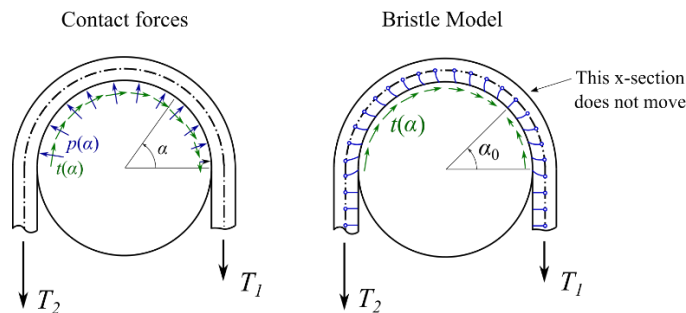 Contact forces
Bristle Model
This x-section
does not move
p(α)
t(α)
α
t(α)
α0
T2
T1
T2
T1